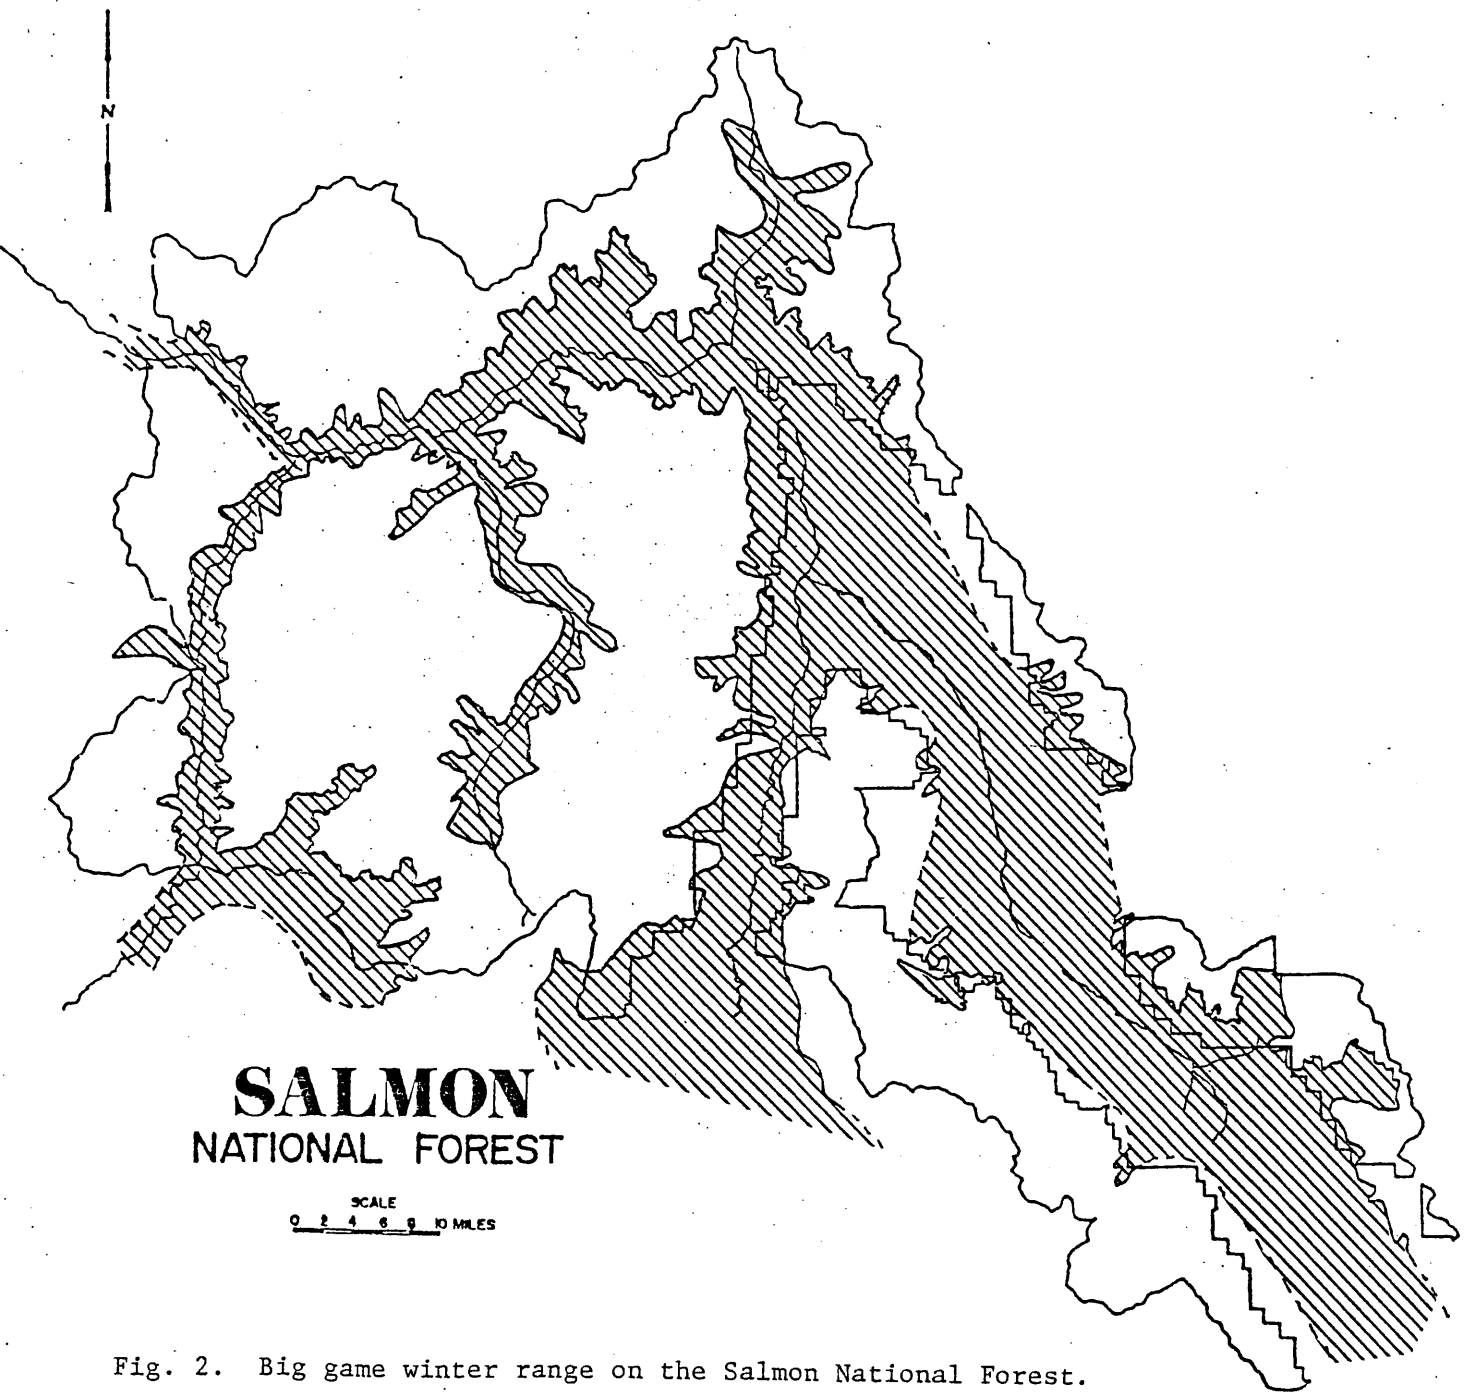 N
SALMON
NATIONAL FOREST
SCALE
0 2 4 6 8 10 MILES
Fig. 2. Big game winter range on the Salmon National Forest.